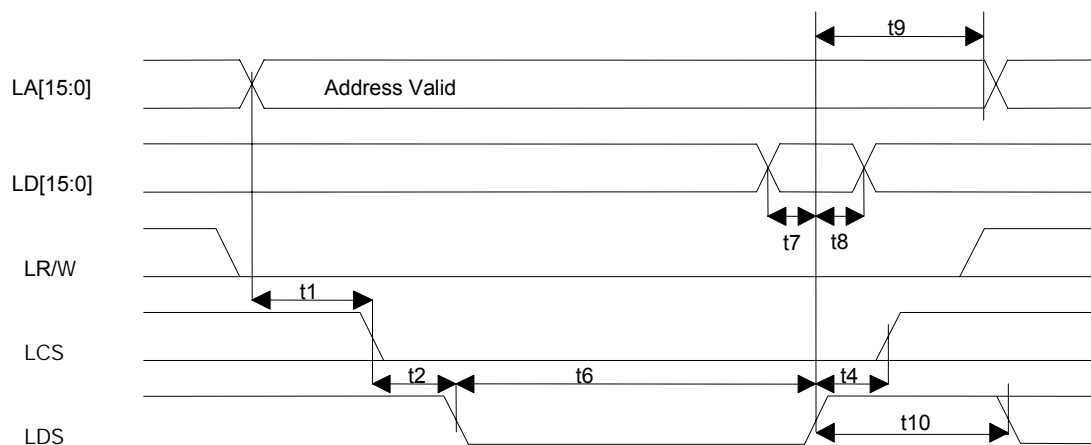 t9
LA[15:0]
Address Valid
LD[15:0]
t7
t8
LR/W
t1
LCS
t2
t6
t4
t10
LDS